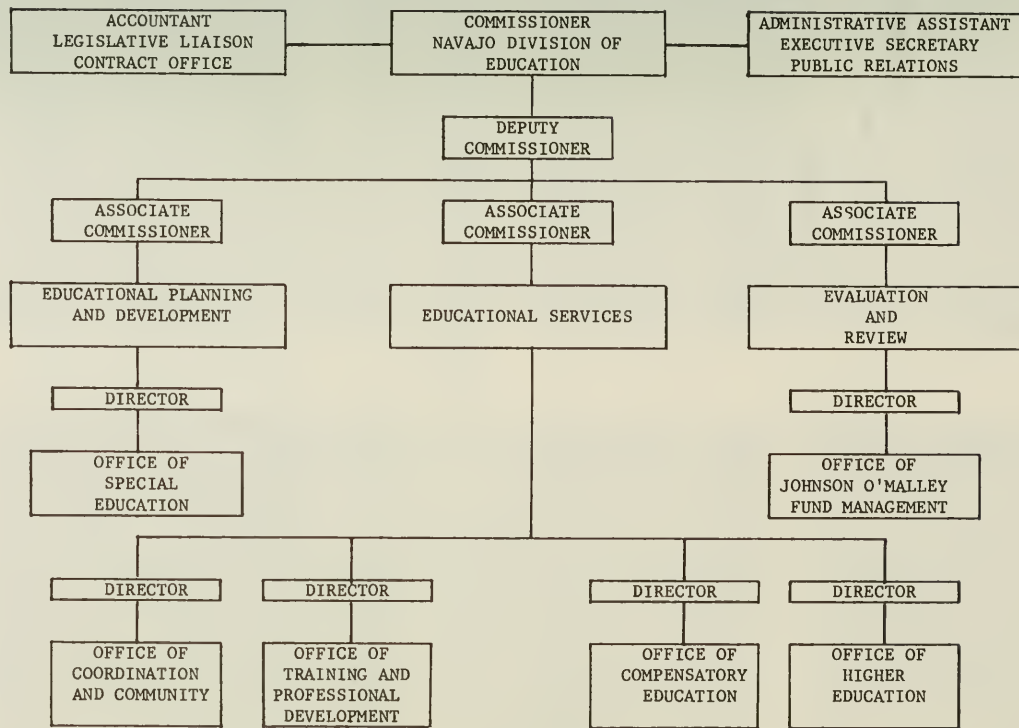 ACCOUNTANT
LEGISLATIVE LIAISON
CONTRACT OFFICE
COMMISSIONER
NAVAJO DIVISION OF
EDUCATION
ADMINISTRATIVE ASSISTANT
EXECUTIVE SECRETARY
PUBLIC RELATIONS
DEPUTY
COMMISSIONER
ASSOCIATE
COMMISSIONER
ASSOCIATE
COMMISSIONER
ASSOCIATE
COMMISSIONER
EDUCATIONAL PLANNING
AND DEVELOPMENT
EDUCATIONAL SERVICES
EVALUATION
AND
REVIEW
DIRECTOR
DIRECTOR
OFFICE OF
SPECIAL
EDUCATION
OFFICE OF
JOHNSON O'MALLEY
FUND MANAGEMENT
DIRECTOR
DIRECTOR
DIRECTOR
DIRECTOR
OFFICE OF
COORDINATION
AND COMMUNITY
OFFICE OF
TRAINING AND
PROFESSIONAL
DEVELOPMENT
OFFICE OF
COMPENSATORY
EDUCATION
OFFICE OF
HIGHER
EDUCATION